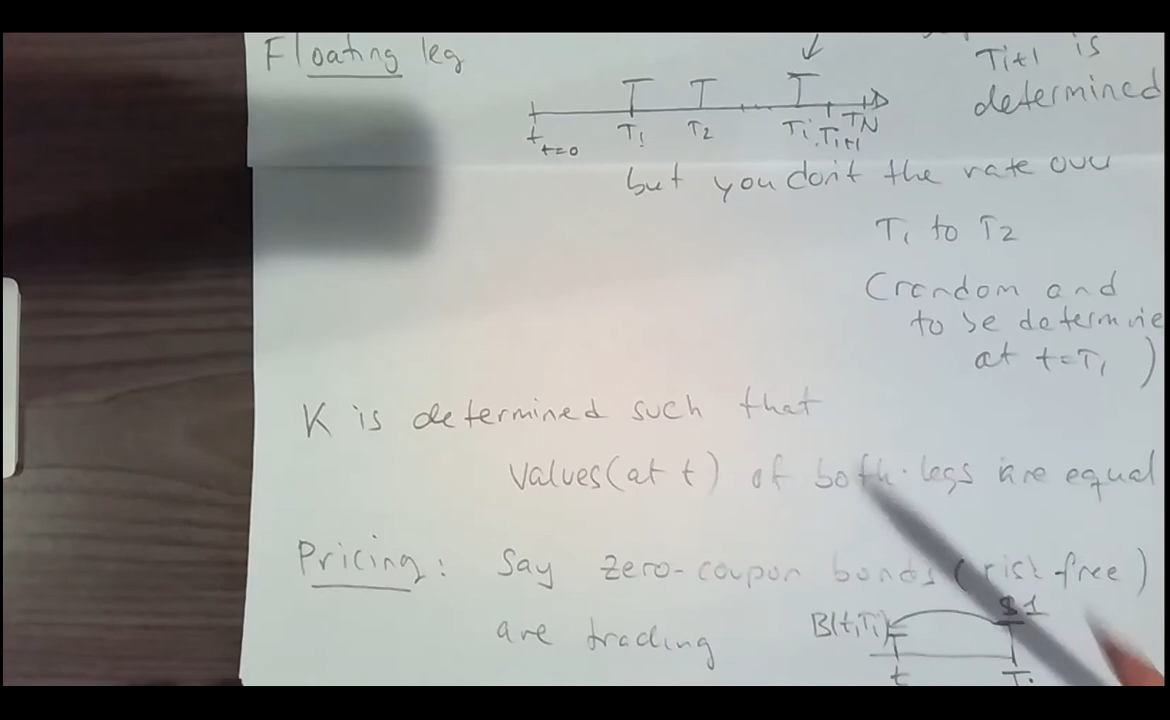 Floating leg
Ti+1 is
determined
t T1 T2 Ti Ti+1 TN
t=0
but you don't the rate over
T1 to T2
(random and
to be determine
at t=T1)
K is determined such that
Values (at t) of both legs are equal
Pricing: Say zero-coupon bonds (risk-free)
are trading B(t,Ti) $1
t Ti